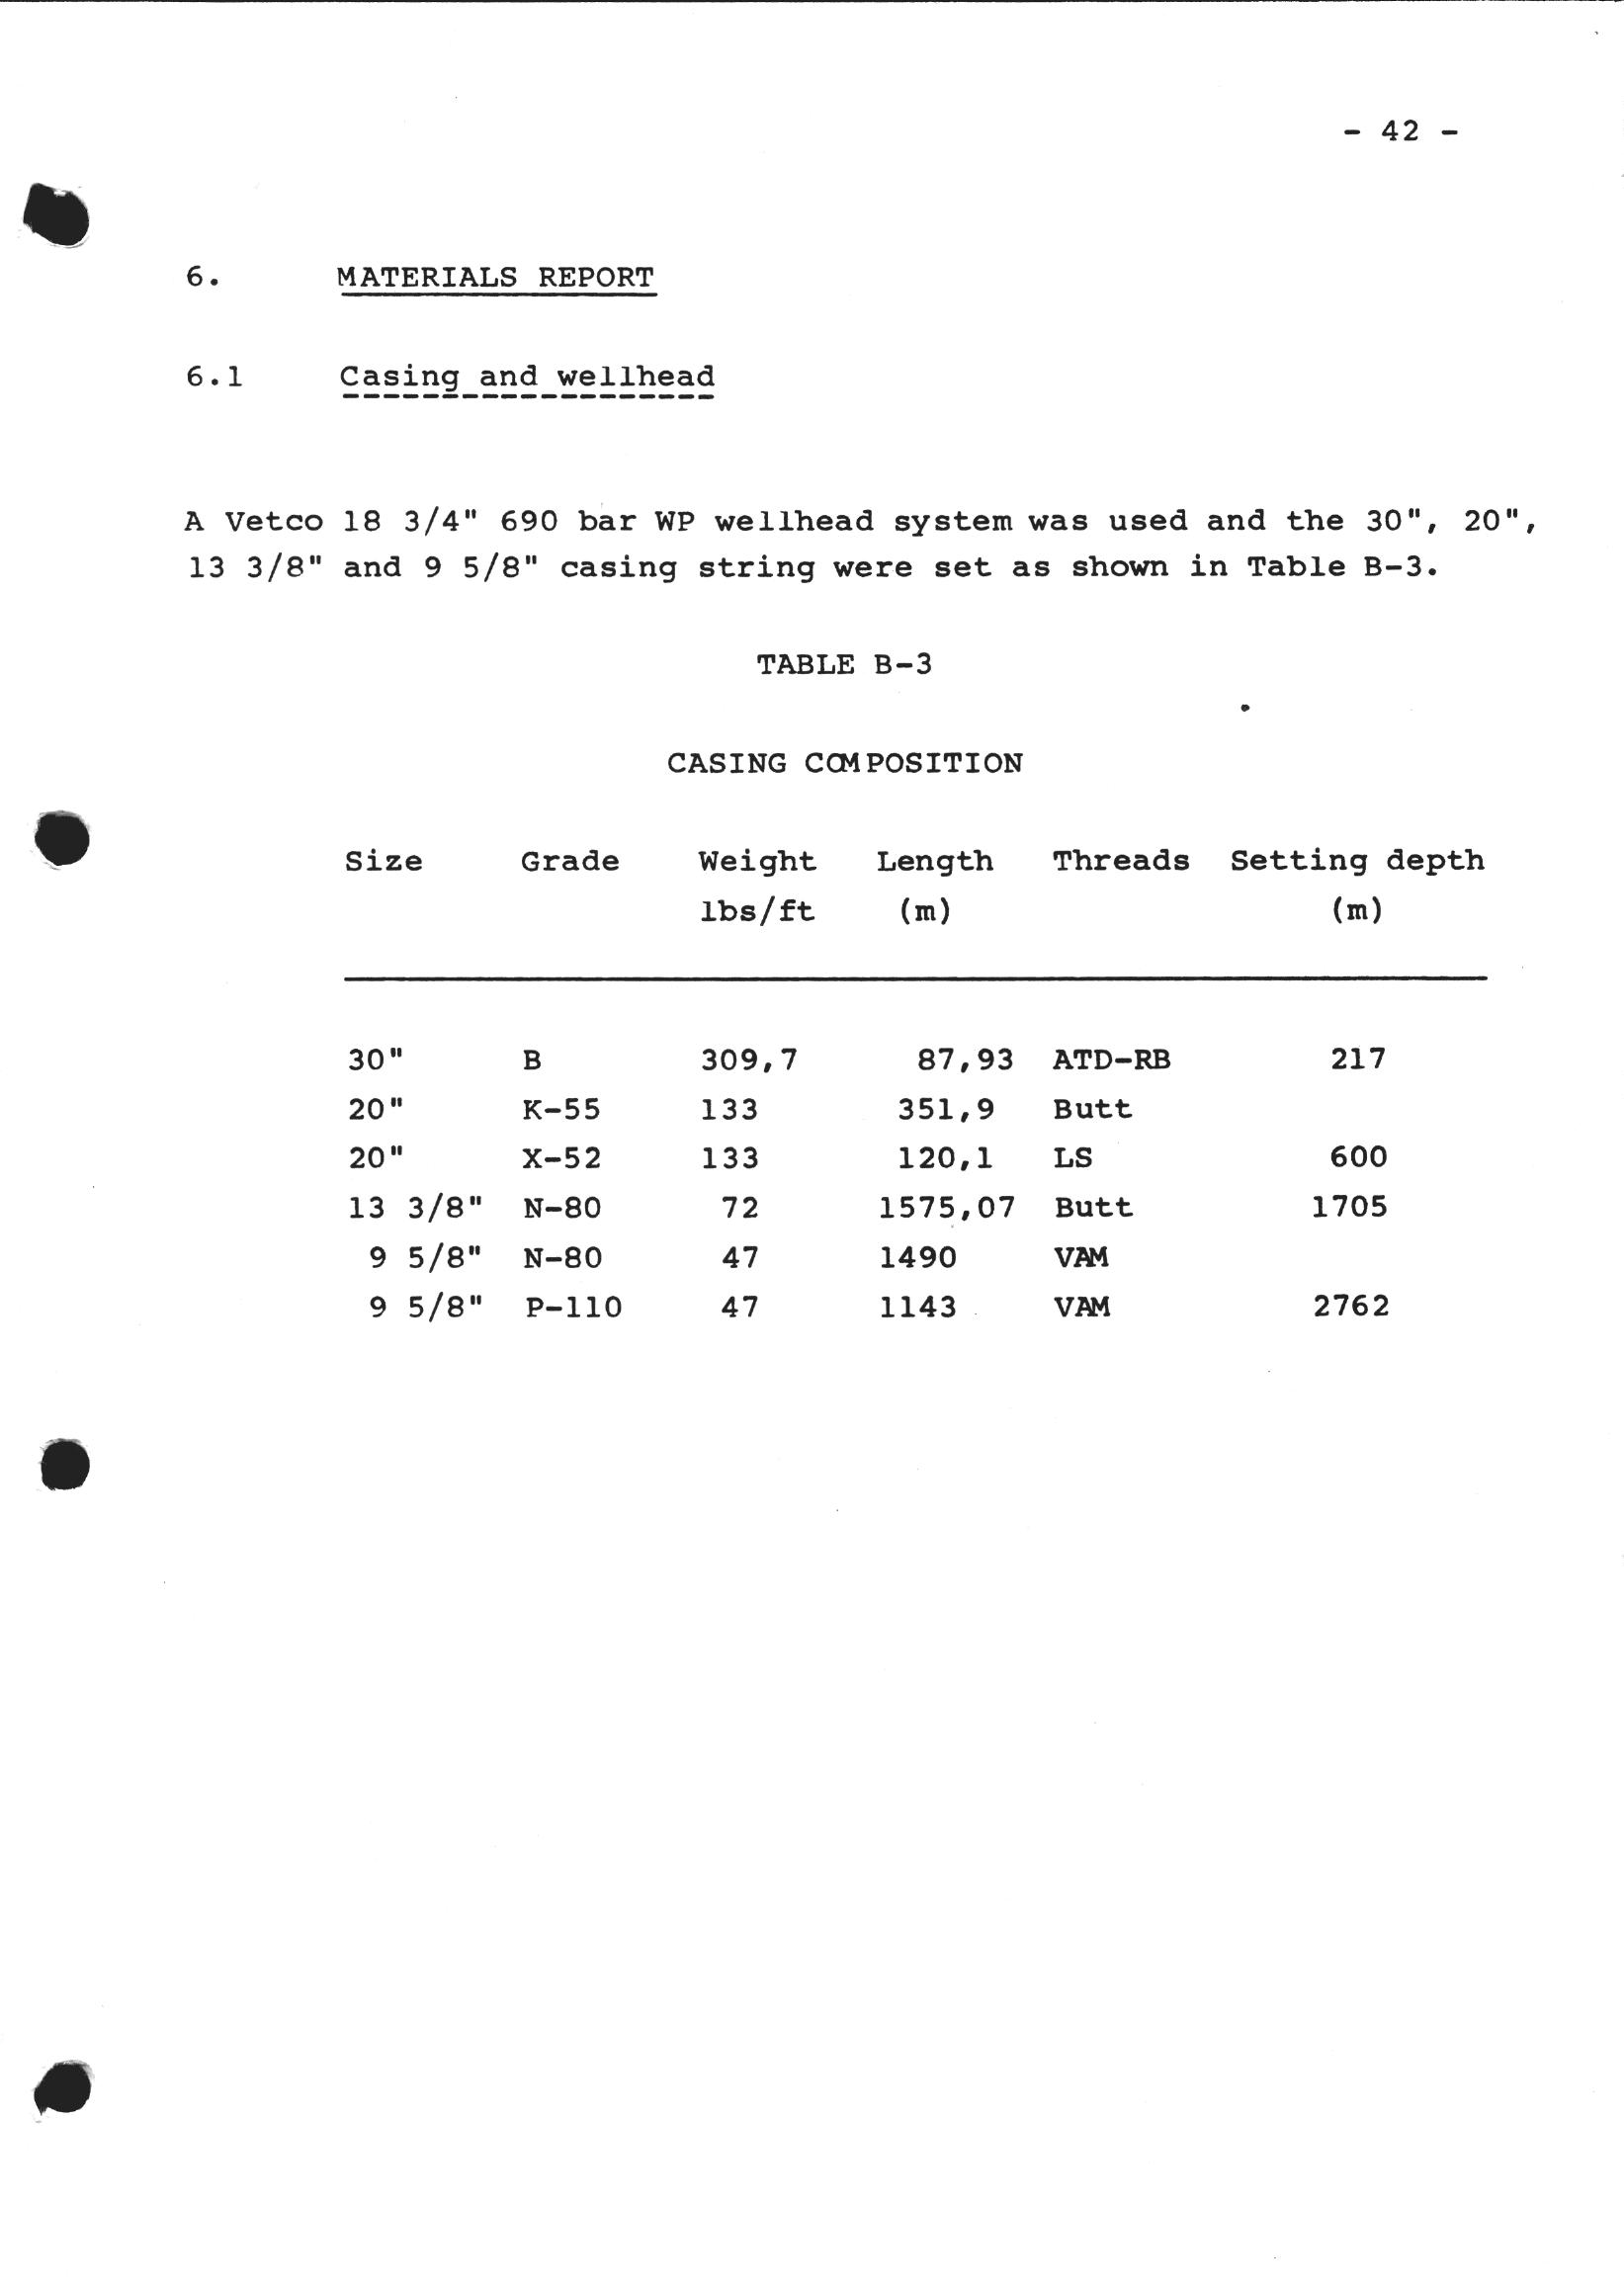 - 42 -
6. MATERIALS REPORT
6.1 Casing and wellhead
A Vetco 18 3/4" 690 bar WP wellhead system was used and the 30", 20",
13 3/8" and 9 5/8" casing string were set as shown in Table B-3.
TABLE B-3
CASING COMPOSITION
Size Grade Weight Length Threads Setting depth
lbs/ft (m) (m)
30" B 309,7 87,93 ATD-RB 217
20" K-55 133 351,9 Butt
20" X-52 133 120,1 LS 600
13 3/8" N-80 72 1575,07 Butt 1705
9 5/8" N-80 47 1490 VAM
9 5/8" P-110 47 1143 VAM 2762